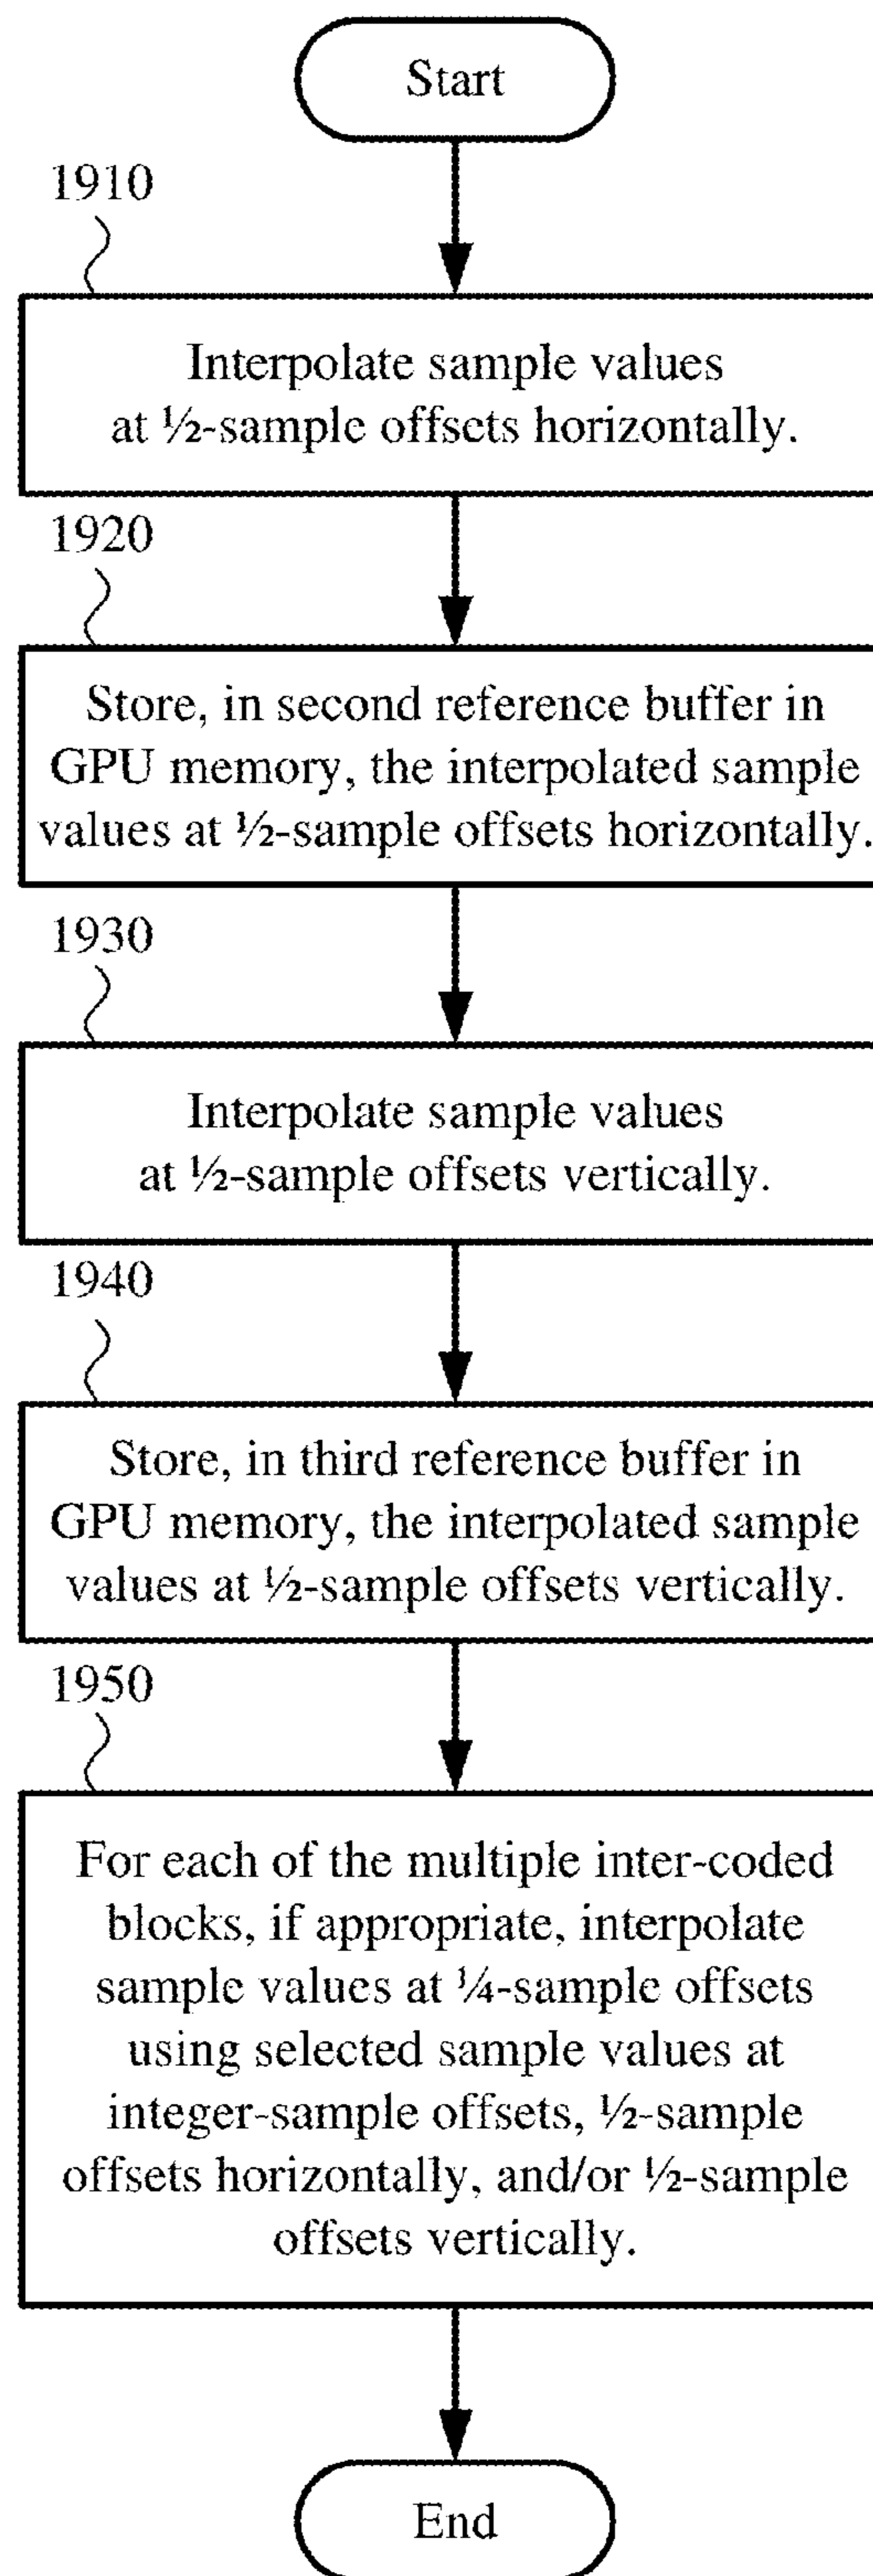 Start
1910
Interpolate sample values
at ½-sample offsets horizontally.
1920
Store, in second reference buffer in
GPU memory, the interpolated sample
values at ½-sample offsets horizontally.
1930
Interpolate sample values
at ½-sample offsets vertically.
1940
Store, in third reference buffer in
GPU memory, the interpolated sample
values at ½-sample offsets vertically.
1950
For each of the multiple inter-coded
blocks, if appropriate, interpolate
sample values at ¼-sample offsets
using selected sample values at
integer-sample offsets, ½-sample
offsets horizontally, and/or ½-sample
offsets vertically.
End